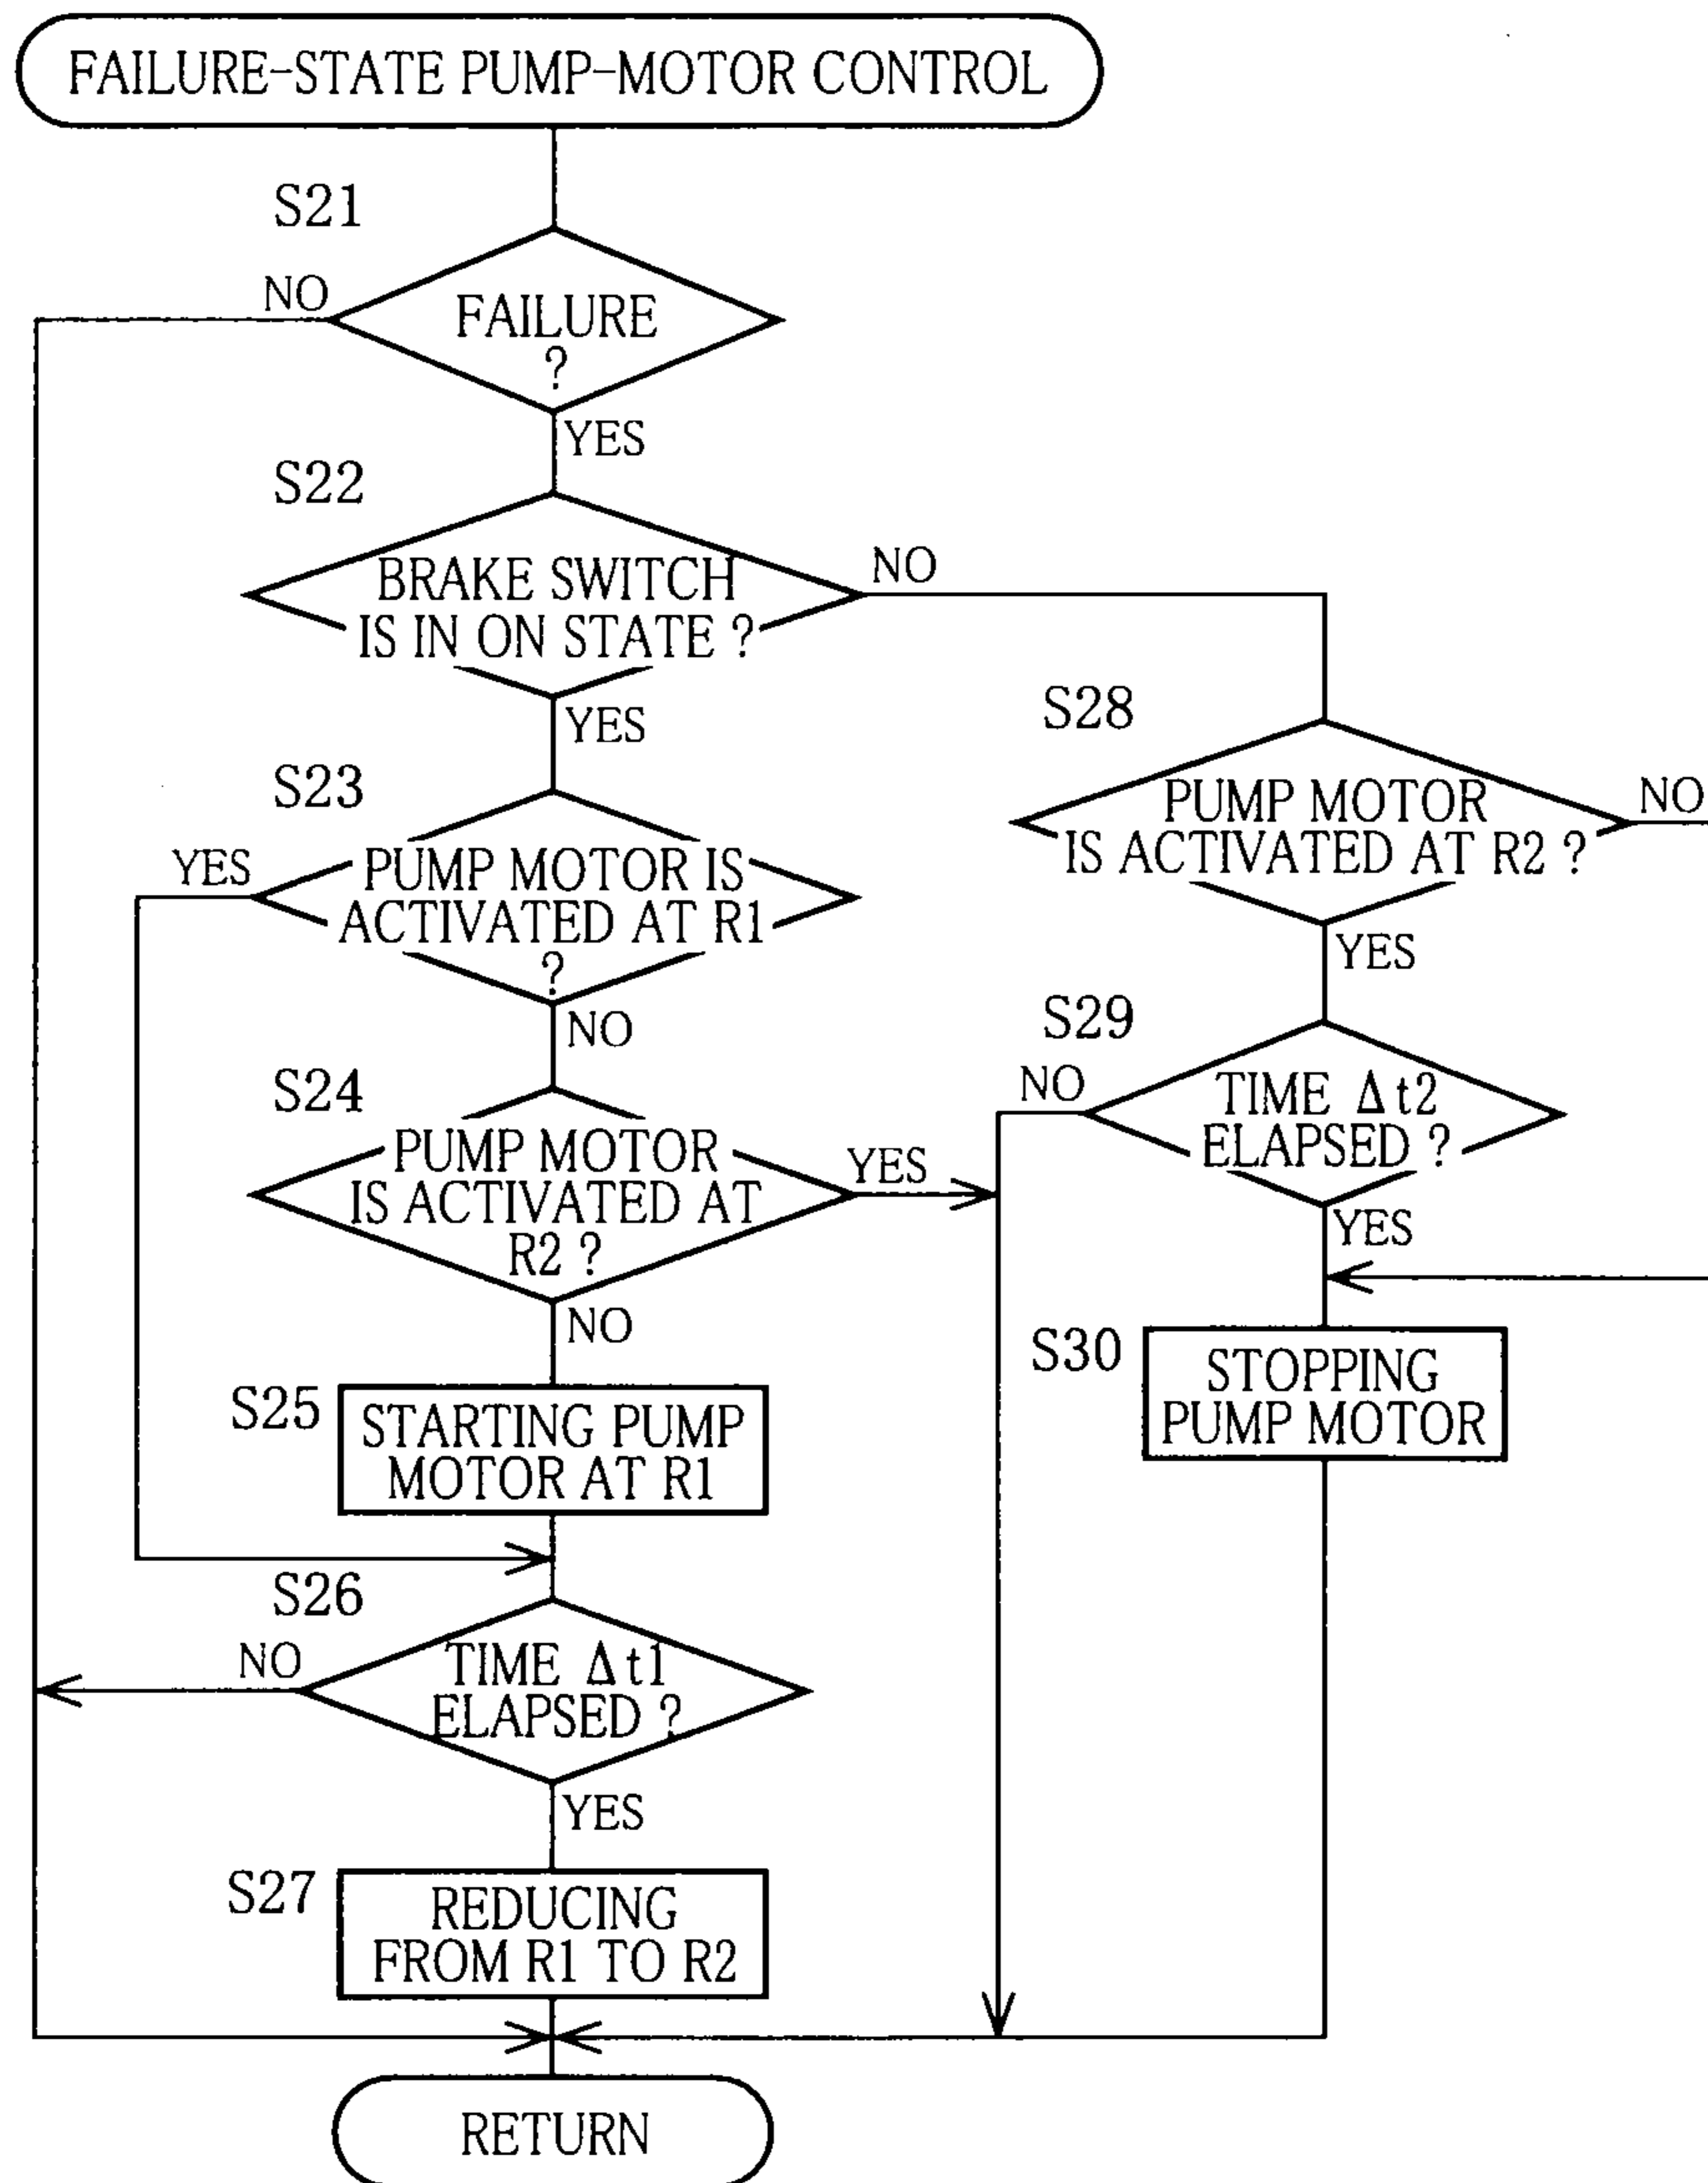 FAILURE-STATE PUMP-MOTOR CONTROL
S21
NO
FAILURE
?
YES
S22
BRAKE SWITCH
IS IN ON STATE ?
NO
YES
S23
YES
PUMP MOTOR IS
ACTIVATED AT R1
?
NO
S24
PUMP MOTOR
IS ACTIVATED AT
R2 ?
YES
NO
S25
STARTING PUMP
MOTOR AT R1
S26
NO
TIME Δt1
ELAPSED ?
YES
S27
REDUCING
FROM R1 TO R2
S28
PUMP MOTOR
IS ACTIVATED AT R2 ?
NO
YES
S29
NO
TIME Δt2
ELAPSED ?
YES
S30
STOPPING
PUMP MOTOR
RETURN